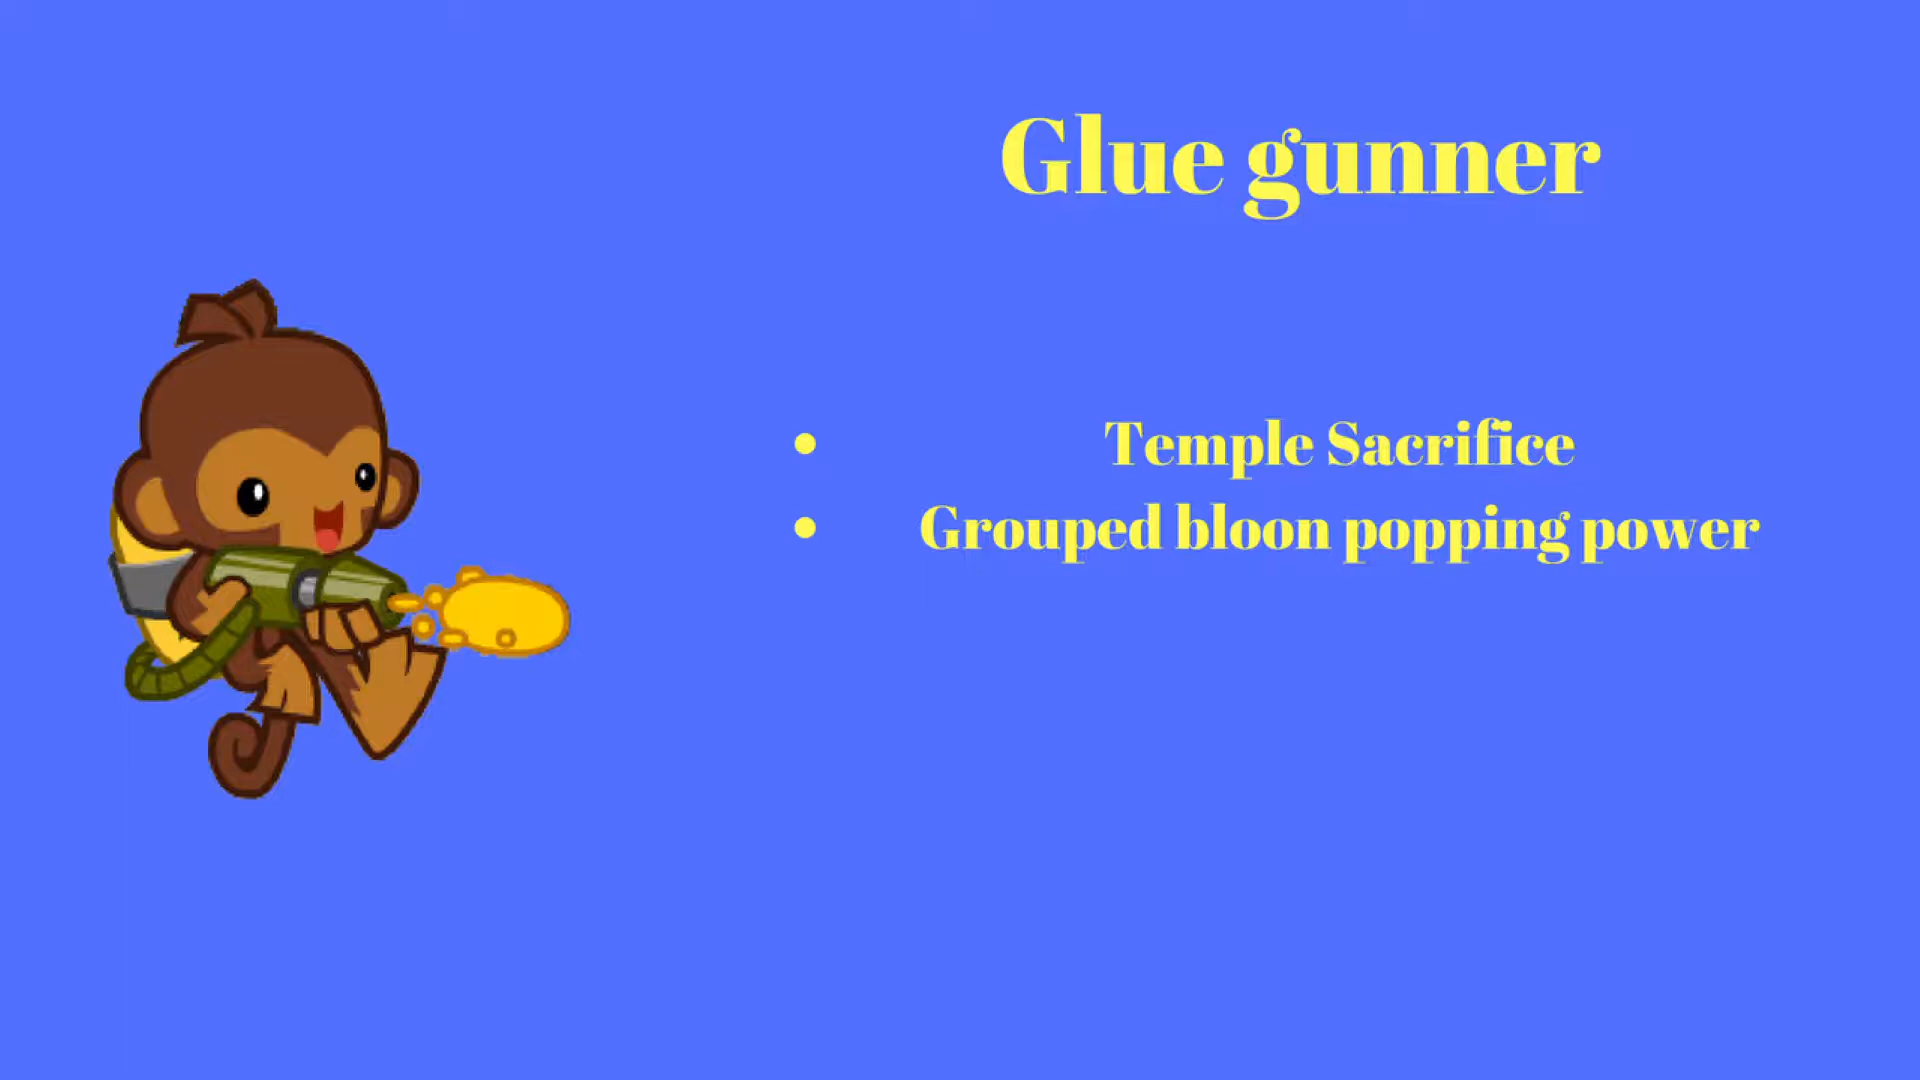 Glue gunner
• Temple Sacrifice
• Grouped bloon popping power